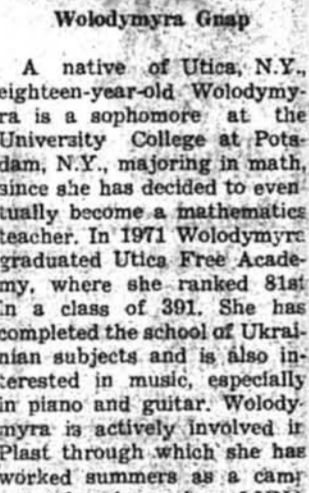 Wolodymyra Gnap
A native of Utica, N.Y.,
eighteen-year-old Wolodymy-
ra is a sophomore at the
University College at Pots-
dam, N.Y., majoring in math,
since she has decided to even-
tually become a mathematics
teacher. In 1971 Wolodymyra
graduated Utica Free Acade-
my, where she ranked 81st
in a class of 391. She has
completed the school of Ukrai-
nian subjects and is also in-
terested in music, especially
in piano and guitar. Wolody-
myra is actively involved in
Plast through which she has
worked summers as a camp